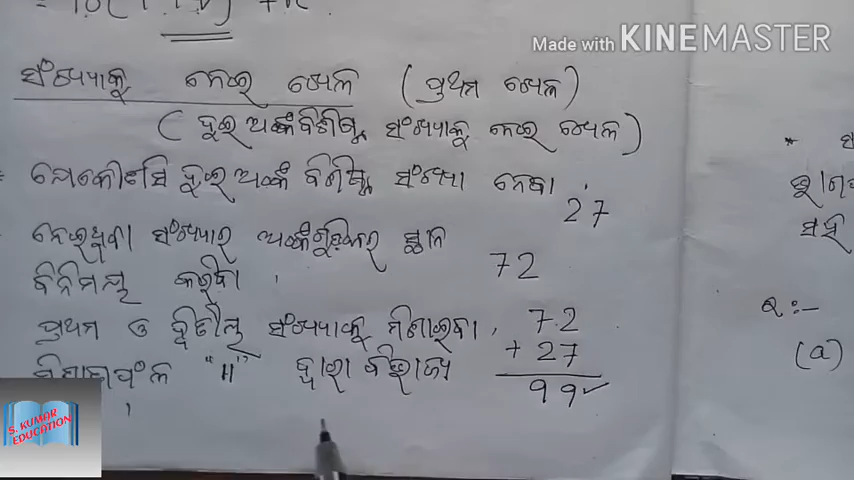 Made with KINEMASTER
ସଂଖ୍ୟାକୁ ନେଇ ଖେଳ (ପ୍ରଥମ ଖେଳ)
(ଦୁଇ ଅଙ୍କବିଶିଷ୍ଟ ସଂଖ୍ୟାକୁ ନେଇ ଖେଳ)
ଯେକୌଣସି ଦୁଇ ଅଙ୍କ ବିଶିଷ୍ଟ ସଂଖ୍ୟା ନେବା
27
ନେଇଥିବା ସଂଖ୍ୟାର ଅଙ୍କଗୁଡ଼ିକର ସ୍ଥାନ
ବିନିମୟ କରିବା
72
ପ୍ରଥମ ଓ ଦ୍ୱିତୀୟ ସଂଖ୍ୟାକୁ ମିଶାଇବା,
72
+ 27
99 ✓
"11" ଦ୍ୱାରା ବିଭାଜ୍ୟ
(a)
S. KUMAR
EDUCATION